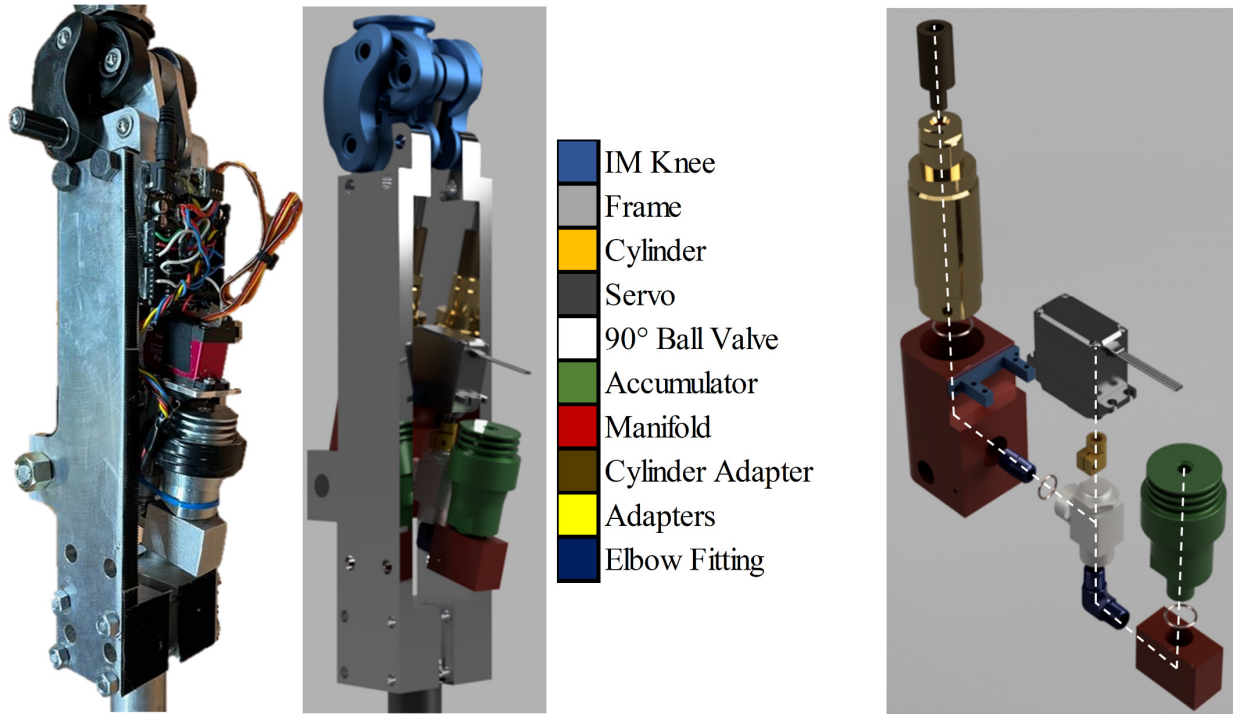 IM Knee
Frame
Cylinder
Servo
90° Ball Valve
Accumulator
Manifold
Cylinder Adapter
Adapters
Elbow Fitting